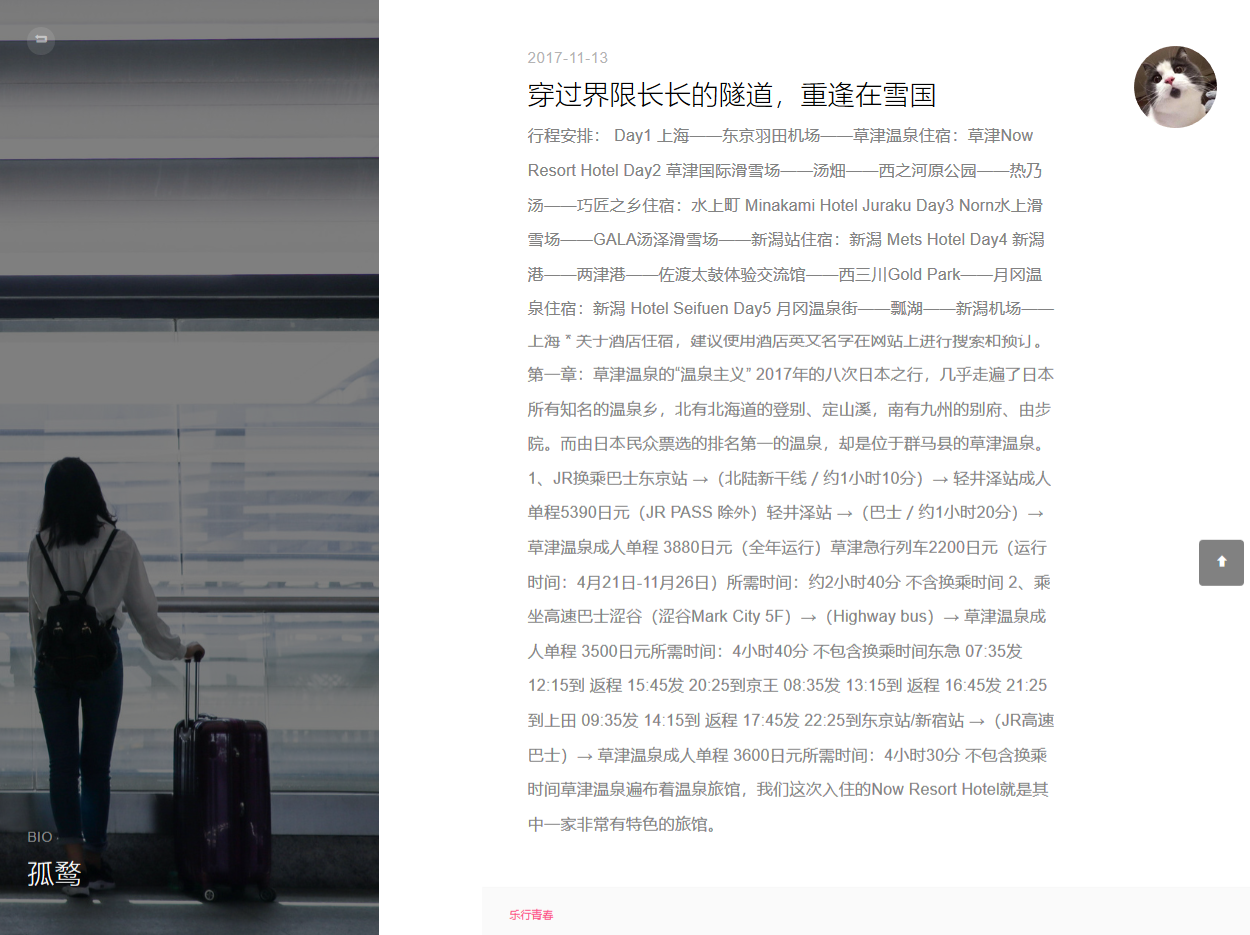 2017-11-13
穿过界限长长的隧道，重逢在雪国
行程安排： Day1 上海——东京羽田机场——草津温泉住宿：草津Now
Resort Hotel Day2 草津国际滑雪场——汤畑——西之河原公园——热乃
汤——巧匠之乡住宿：水上町 Minakami Hotel Juraku Day3 Norn水上滑
雪场——GALA汤泽滑雪场——新潟站住宿：新潟 Mets Hotel Day4 新潟
港——两津港——佐渡太鼓体验交流馆——西三川Gold Park——月冈温
泉住宿：新潟 Hotel Seifuen Day5 月冈温泉街——瓢湖——新潟机场——
上海 * 关于酒店住宿，建议使用酒店英文名字在网站上进行搜索和预订。
第一章：草津温泉的“温泉主义” 2017年的八次日本之行，几乎走遍了日本
所有知名的温泉乡，北有北海道的登别、定山溪，南有九州的别府、由步
院。而由日本民众票选的排名第一的温泉，却是位于群马县的草津温泉。
1、JR换乘巴士东京站 →（北陆新干线 / 约1小时10分）→ 轻井泽站成人
单程5390日元（JR PASS 除外）轻井泽站 →（巴士 / 约1小时20分）→
草津温泉成人单程 3880日元（全年运行）草津急行列车2200日元（运行
时间：4月21日-11月26日）所需时间：约2小时40分 不含换乘时间 2、乘
坐高速巴士涩谷（涩谷Mark City 5F）→（Highway bus）→ 草津温泉成
人单程 3500日元所需时间：4小时40分 不包含换乘时间东急 07:35发
12:15到 返程 15:45发 20:25到京王 08:35发 13:15到 返程 16:45发 21:25
到上田 09:35发 14:15到 返程 17:45发 22:25到东京站/新宿站 →（JR高速
巴士）→ 草津温泉成人单程 3600日元所需时间：4小时30分 不包含换乘
时间草津温泉遍布着温泉旅馆，我们这次入住的Now Resort Hotel就是其
中一家非常有特色的旅馆。
BIO ·
孤鹜
乐行青春